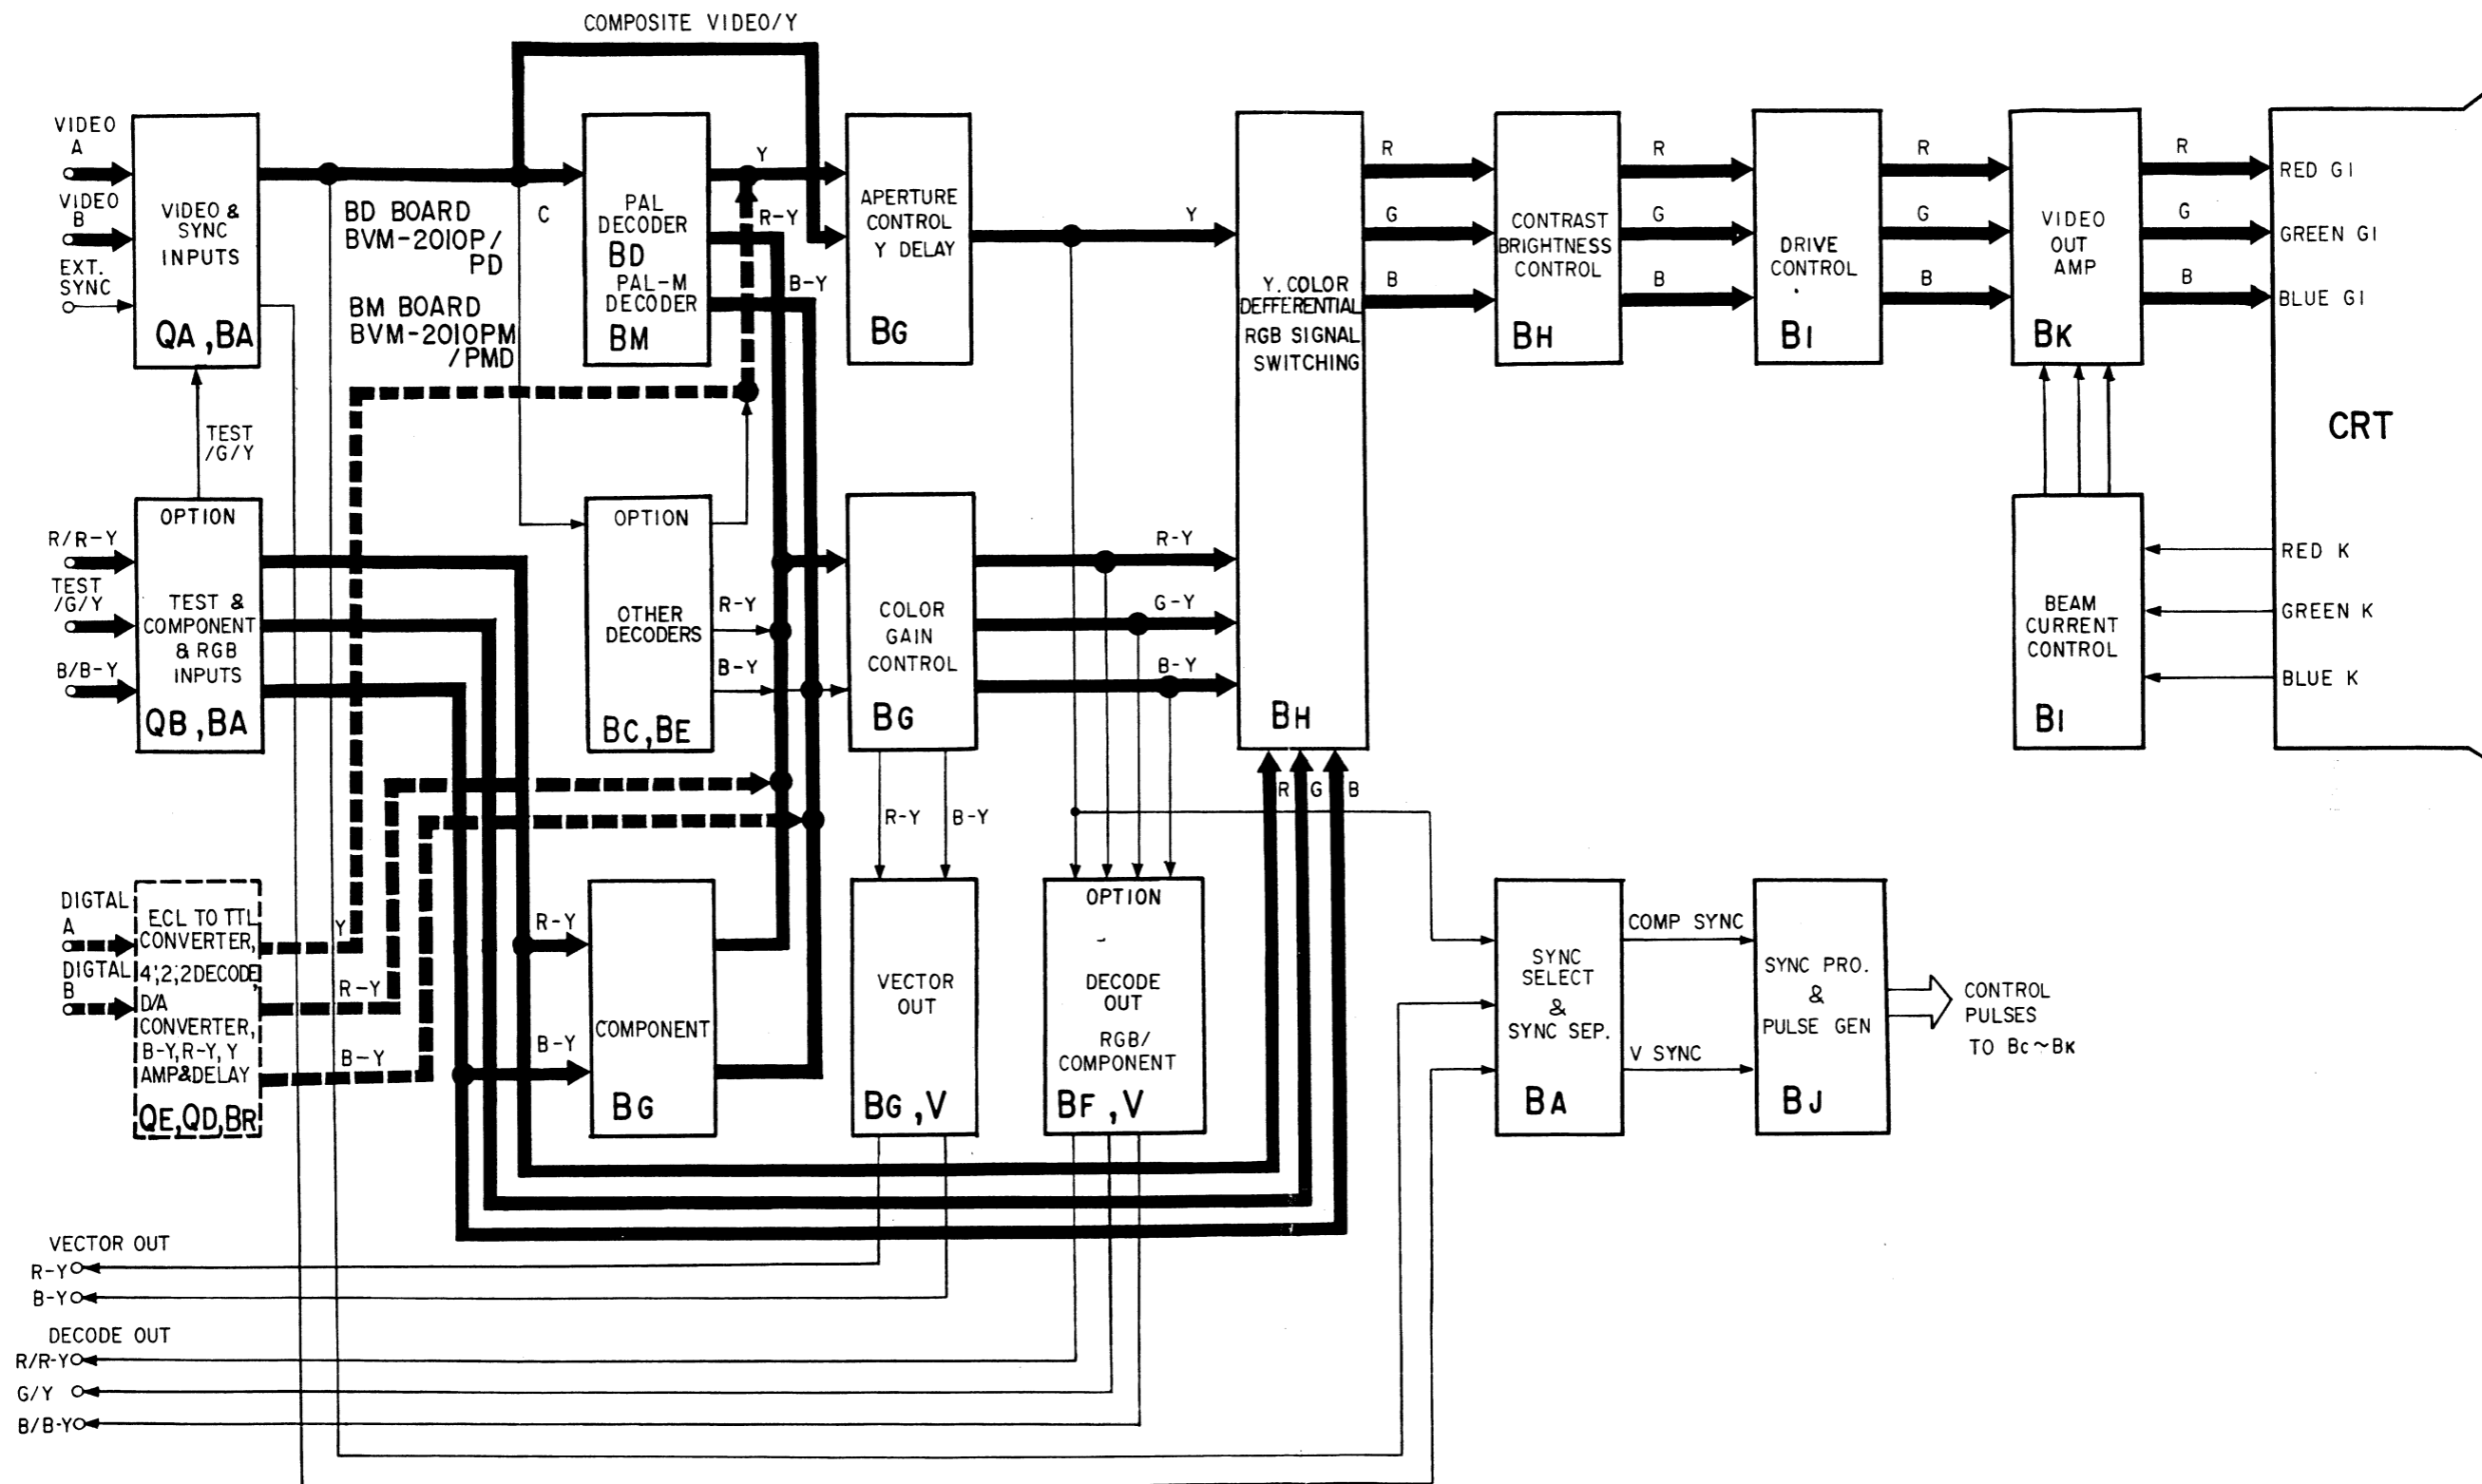 COMPOSITE VIDEO/Y
VIDEO
A
VIDEO
B
EXT.
SYNC
VIDEO &
SYNC
INPUTS
QA,BA
BD BOARD
BVM-2010P/
PD
BM BOARD
BVM-2010PM
/PMD
C
PAL
DECODER
BD
PAL-M
DECODER
BM
Y
R-Y
B-Y
APERTURE
CONTROL
Y DELAY
BG
Y
Y. COLOR
DEFFERENTIAL
RGB SIGNAL
SWITCHING
BH
R
G
B
CONTRAST
BRIGHTNESS
CONTROL
BH
R
G
B
DRIVE
CONTROL
BI
R
G
B
VIDEO
OUT
AMP
BK
R
G
B
RED G1
GREEN G1
BLUE G1
CRT
RED K
GREEN K
BLUE K
BEAM
CURRENT
CONTROL
BI
TEST
/G/Y
R/R-Y
TEST
/G/Y
B/B-Y
OPTION
TEST &
COMPONENT
& RGB
INPUTS
QB,BA
OPTION
OTHER
DECODERS
BC,BE
R-Y
B-Y
COLOR
GAIN
CONTROL
BG
R-Y
G-Y
B-Y
R-Y
B-Y
R
G
B
DIGTAL
A
DIGTAL
B
ECL TO TTL
CONVERTER,
4;2;2DECODE,
D/A
CONVERTER,
B-Y,R-Y,Y
AMP&DELAY
QE,QD,BR
Y
R-Y
B-Y
R-Y
B-Y
COMPONENT
BG
VECTOR
OUT
BG,V
OPTION
DECODE
OUT
RGB/
COMPONENT
BF,V
SYNC
SELECT
&
SYNC SEP.
BA
COMP SYNC
V SYNC
SYNC PRO.
&
PULSE GEN
BJ
CONTROL
PULSES
TO BC~BK
VECTOR OUT
R-Y
B-Y
DECODE OUT
R/R-Y
G/Y
B/B-Y